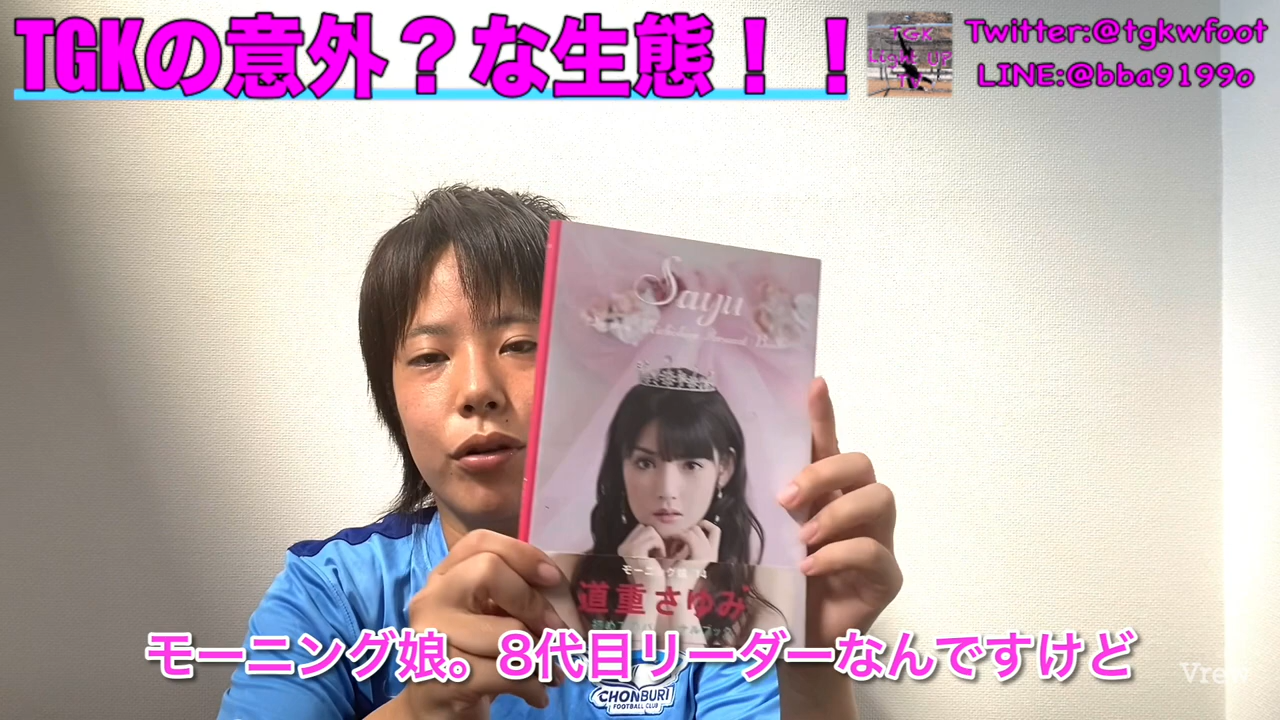 TGKの意外？な生態！！
TGK
Light UP
TV
Twitter:@tgkwfoot
LINE:@bba9199o
Sayu
モーニング娘 '14
道重さゆみ
モーニング娘。8代目リーダーなんですけど
CHONBURI
FOOTBALL CLUB
Vrew